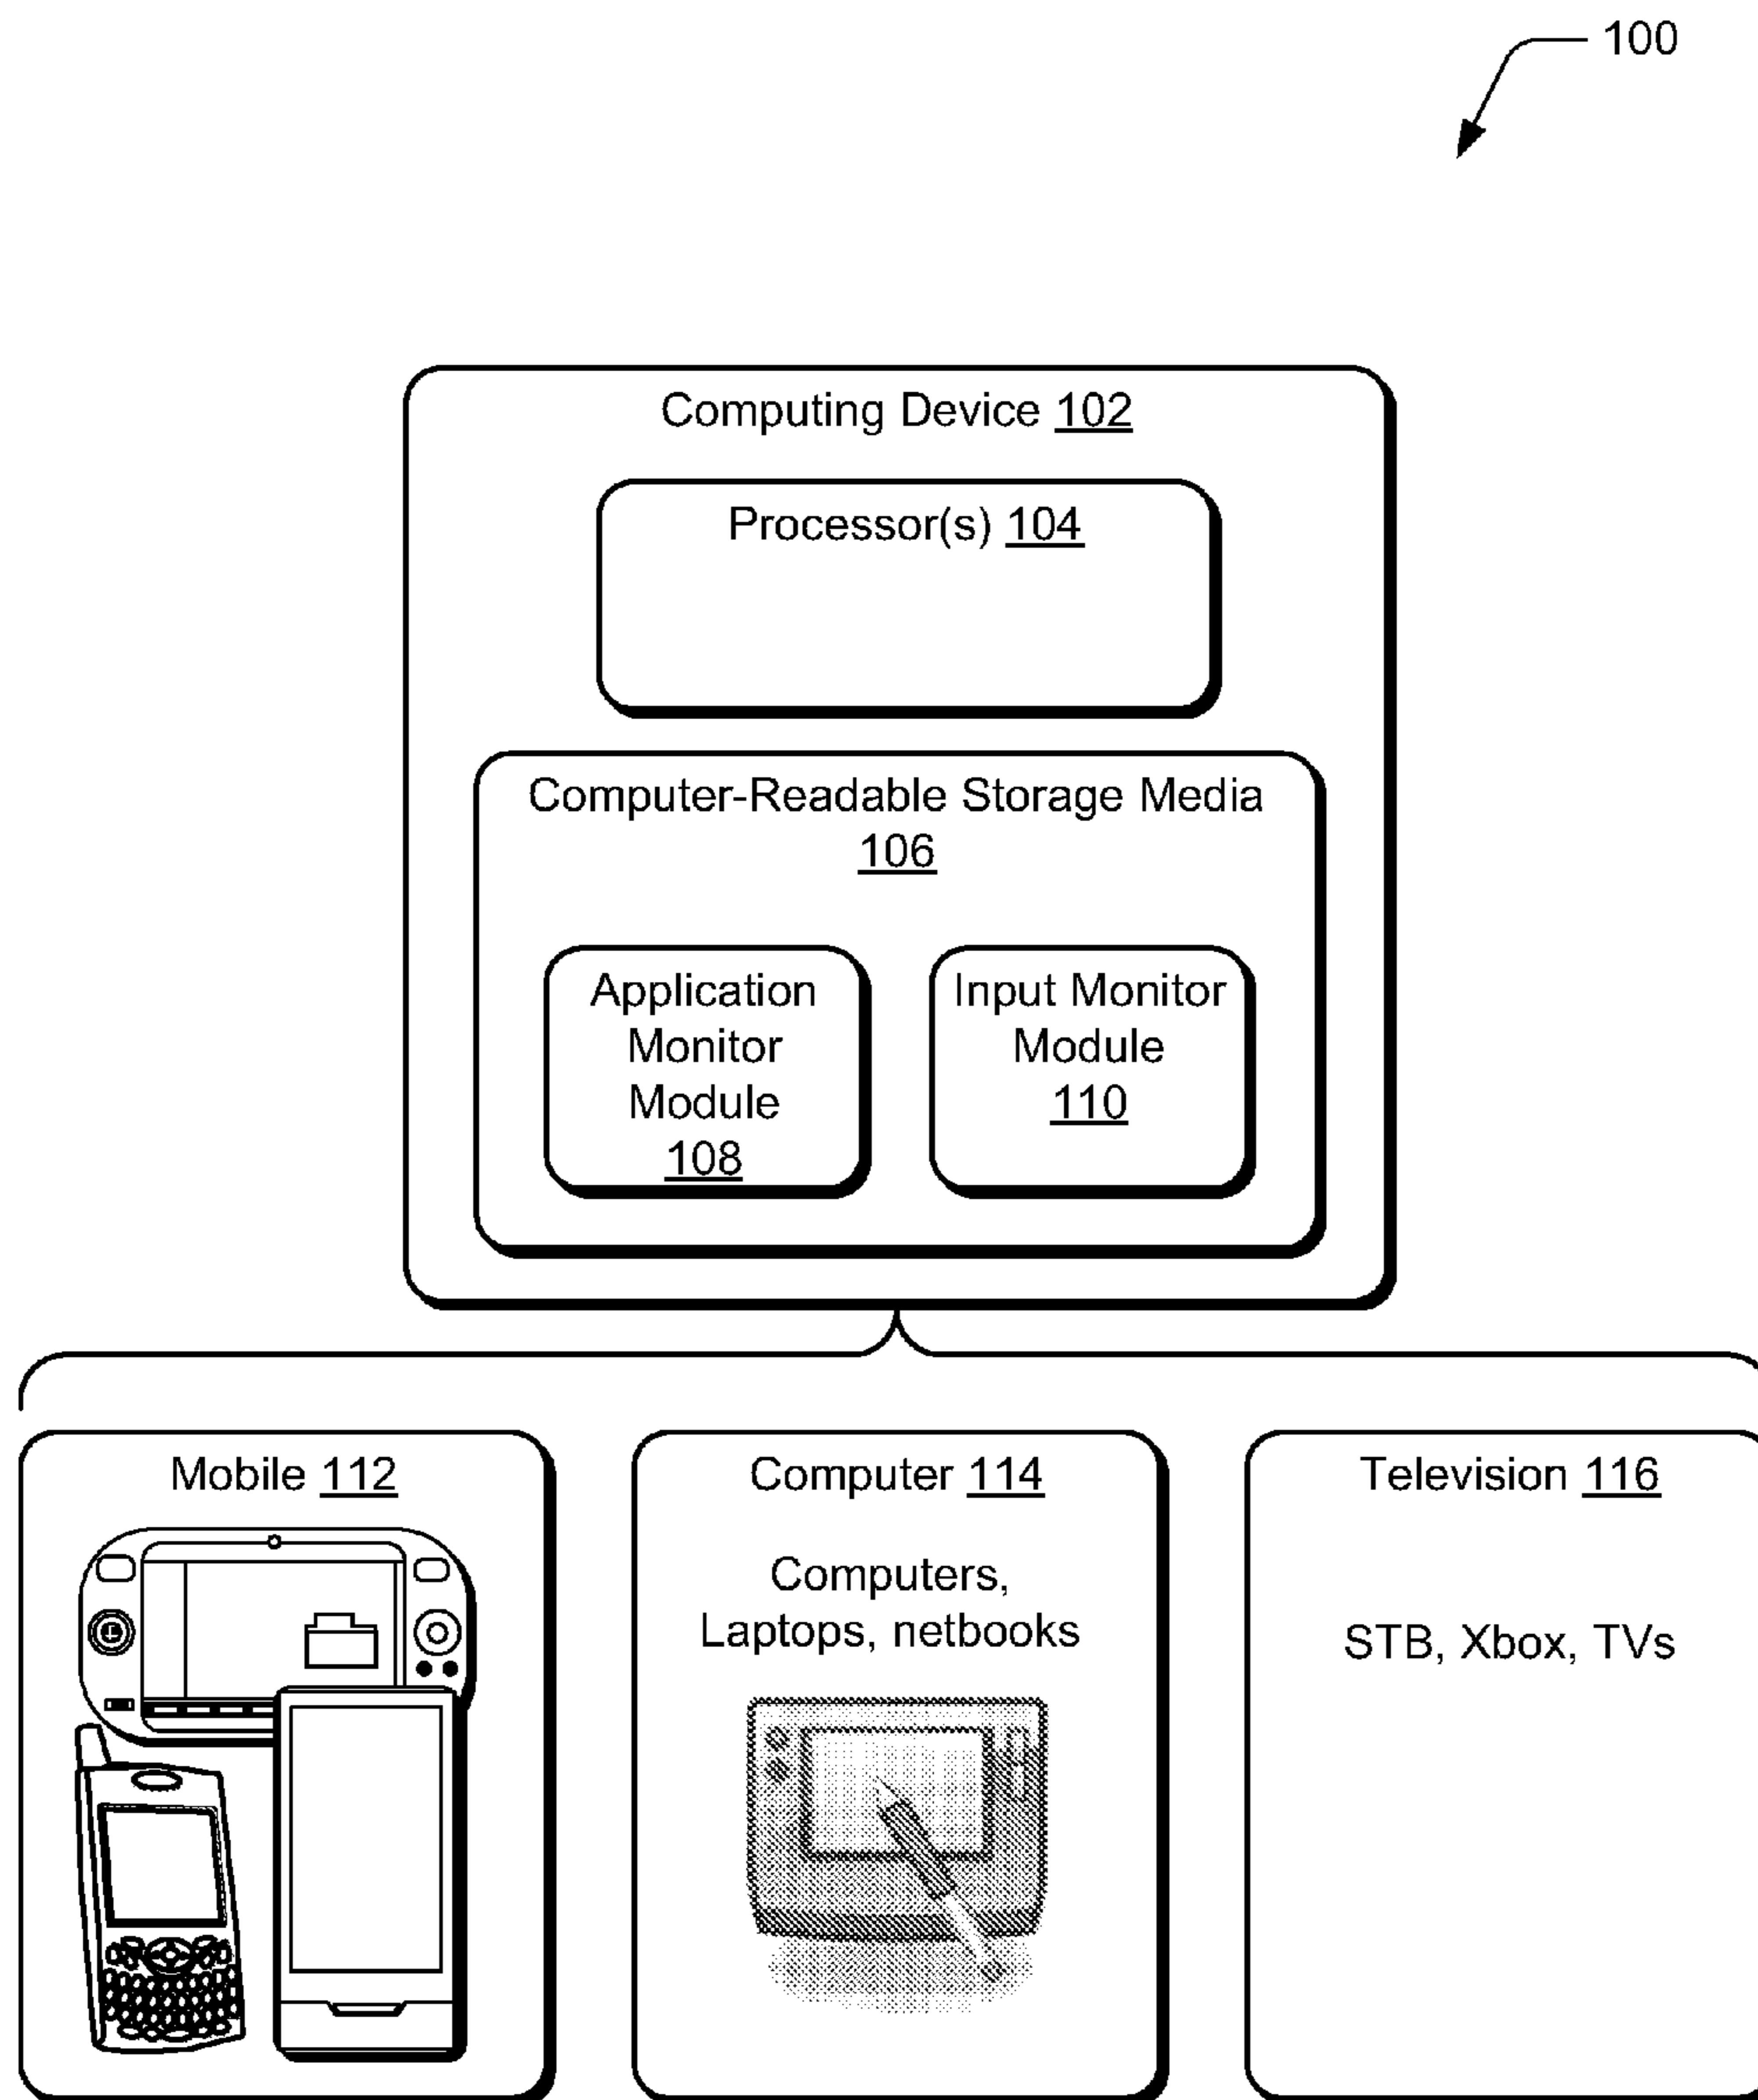 100
Computing Device 102
Processor(s) 104
Computer-Readable Storage Media
106
Application
Monitor
Module
108
Input Monitor
Module
110
Mobile 112
Computer 114
Computers,
Laptops, netbooks
Television 116
STB, Xbox, TVs